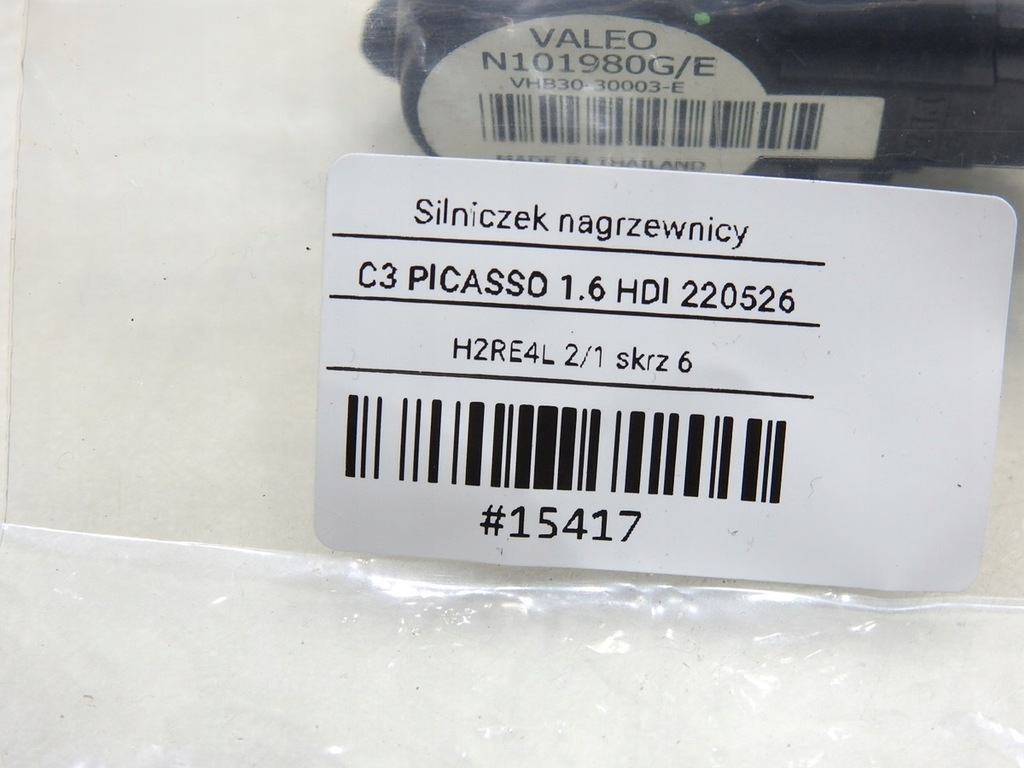 VALEO
N101980G/E
VHB30-30003-E
MADE IN THAILAND
Silniczek nagrzewnicy
C3 PICASSO 1.6 HDI 220526
H2RE4L 2/1 skrz 6
#15417